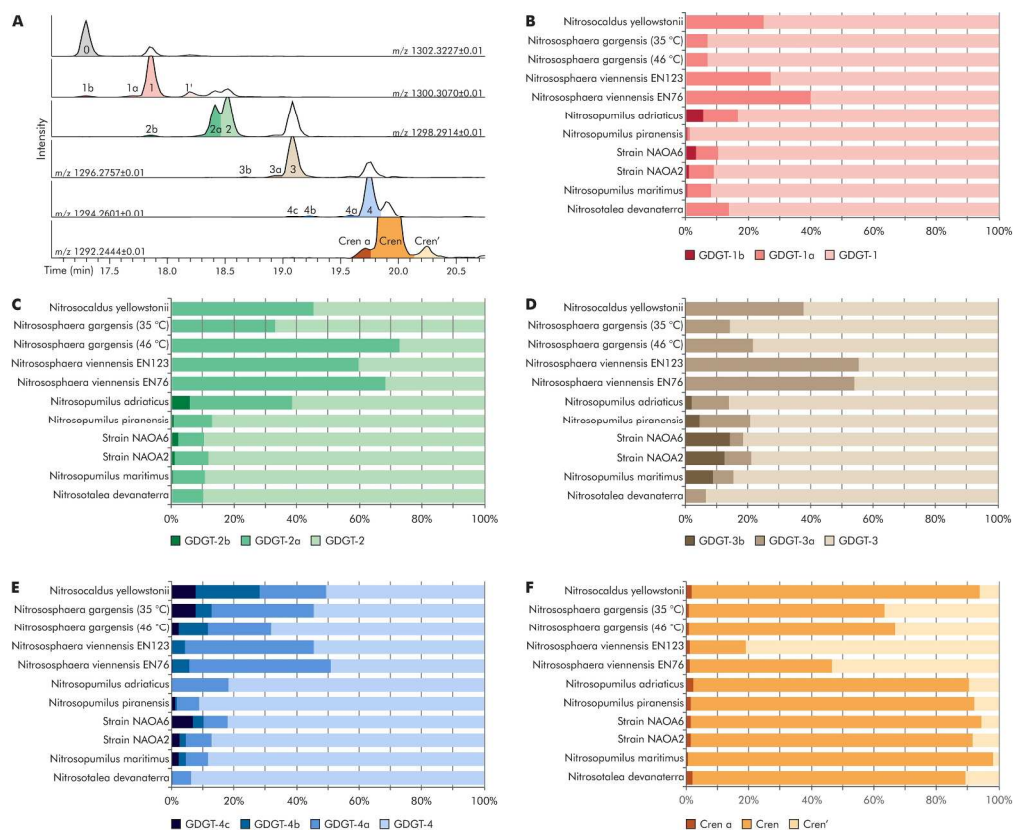 A
0
m/z 1302.3227±0.01
1b
1a
1
1'
m/z 1300.3070±0.01
2b
2a
2
m/z 1298.2914±0.01
m/z 1296.2757±0.01
3b
3a
3
m/z 1294.2601±0.01
4c
4b
4a
4
m/z 1292.2444±0.01
Cren a
Cren
Cren'
Intensity
Time (min) 17.5 18.0 18.5 19.0 19.5 20.0 20.5
B
Nitrosocaldus yellowstonii
Nitrososphaera gargensis (35 °C)
Nitrososphaera gargensis (46 °C)
Nitrososphaera viennensis EN123
Nitrososphaera viennensis EN76
Nitrosopumilus adriaticus
Nitrosopumilus piranensis
Strain NAOA6
Strain NAOA2
Nitrosopumilus maritimus
Nitrosotalea devanaterra
0% 20% 40% 60% 80% 100%
GDGT-1b GDGT-1a GDGT-1
C
Nitrosocaldus yellowstonii
Nitrososphaera gargensis (35 °C)
Nitrososphaera gargensis (46 °C)
Nitrososphaera viennensis EN123
Nitrososphaera viennensis EN76
Nitrosopumilus adriaticus
Nitrosopumilus piranensis
Strain NAOA6
Strain NAOA2
Nitrosopumilus maritimus
Nitrosotalea devanaterra
0% 20% 40% 60% 80% 100%
GDGT-2b GDGT-2a GDGT-2
D
Nitrosocaldus yellowstonii
Nitrososphaera gargensis (35 °C)
Nitrososphaera gargensis (46 °C)
Nitrososphaera viennensis EN123
Nitrososphaera viennensis EN76
Nitrosopumilus adriaticus
Nitrosopumilus piranensis
Strain NAOA6
Strain NAOA2
Nitrosopumilus maritimus
Nitrosotalea devanaterra
0% 20% 40% 60% 80% 100%
GDGT-3b GDGT-3a GDGT-3
E
Nitrosocaldus yellowstonii
Nitrososphaera gargensis (35 °C)
Nitrososphaera gargensis (46 °C)
Nitrososphaera viennensis EN123
Nitrososphaera viennensis EN76
Nitrosopumilus adriaticus
Nitrosopumilus piranensis
Strain NAOA6
Strain NAOA2
Nitrosopumilus maritimus
Nitrosotalea devanaterra
0% 20% 40% 60% 80% 100%
GDGT-4c GDGT-4b GDGT-4a GDGT-4
F
Nitrosocaldus yellowstonii
Nitrososphaera gargensis (35 °C)
Nitrososphaera gargensis (46 °C)
Nitrososphaera viennensis EN123
Nitrososphaera viennensis EN76
Nitrosopumilus adriaticus
Nitrosopumilus piranensis
Strain NAOA6
Strain NAOA2
Nitrosopumilus maritimus
Nitrosotalea devanaterra
0% 20% 40% 60% 80% 100%
Cren a Cren Cren'